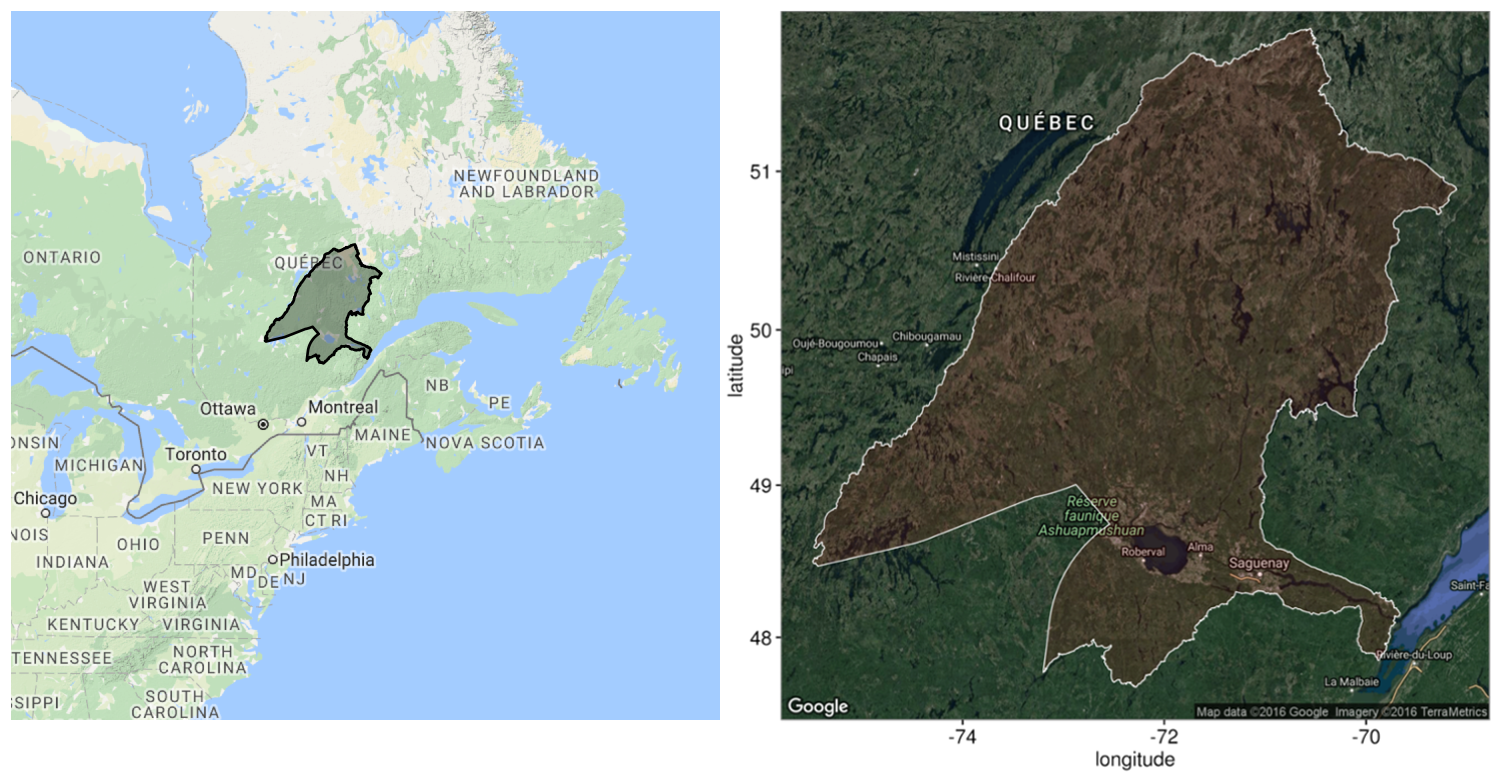 NEWFOUNDLAND
AND LABRADOR
ONTARIO
QUÉBEC
NB
PE
Ottawa
Montreal
MAINE
NOVA SCOTIA
ONSIN
MICHIGAN
Toronto
VT
NH
NEW YORK
MA
CT RI
Chicago
NOIS
OHIO
PENN
INDIANA
Philadelphia
MD
DE
NJ
WEST
VIRGINIA
KENTUCKY
VIRGINIA
TENNESSEE
NORTH
CAROLINA
SSIPPI
SOUTH
CAROLINA
latitude
51
50
49
48
QUÉBEC
Mistissini
Rivière-Chalifour
Oujé-Bougoumou
Chibougamau
Chapais
ipi
Réserve
faunique
Ashuapmushuan
Roberval
Alma
Saguenay
Saint-Fa
Rivière-du-Loup
La Malbaie
Google
Map data ©2016 Google Imagery ©2016 TerraMetrics
-74
-72
-70
longitude